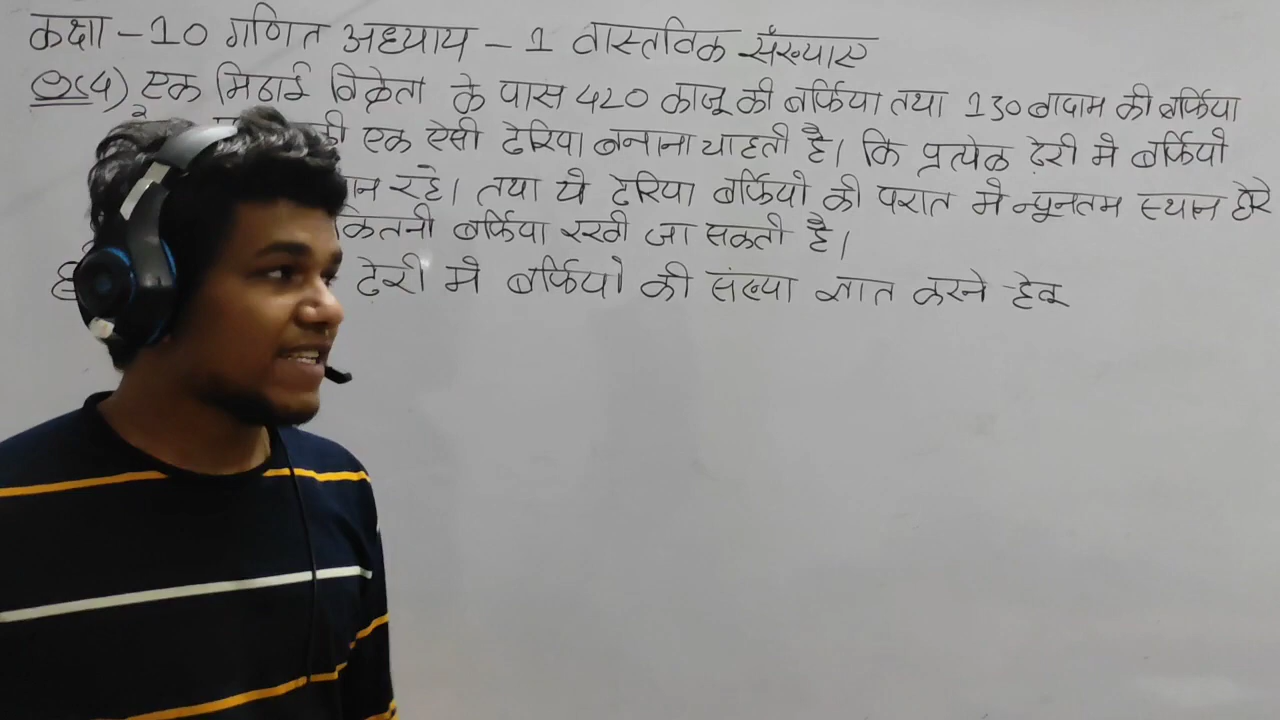 कक्षा - 10 गणित अध्याय - 1 वास्तविक संख्याए
एक मिठाई विक्रेता के पास 420 काजू की बर्फिया तथा 130 बादाम की बर्फिया
एक ऐसी ढेरिया बनाना चाहती है। कि प्रत्येक ढ़ेरी मे बर्फियो
रहे। तथा ये ढेरिया बर्फियो की परात मे न्यूनतम स्थान घेरे
कितनी बर्फिया रखी जा सकती है।
ढ़ेरी मे बर्फियो की संख्या ज्ञात करने हेतू